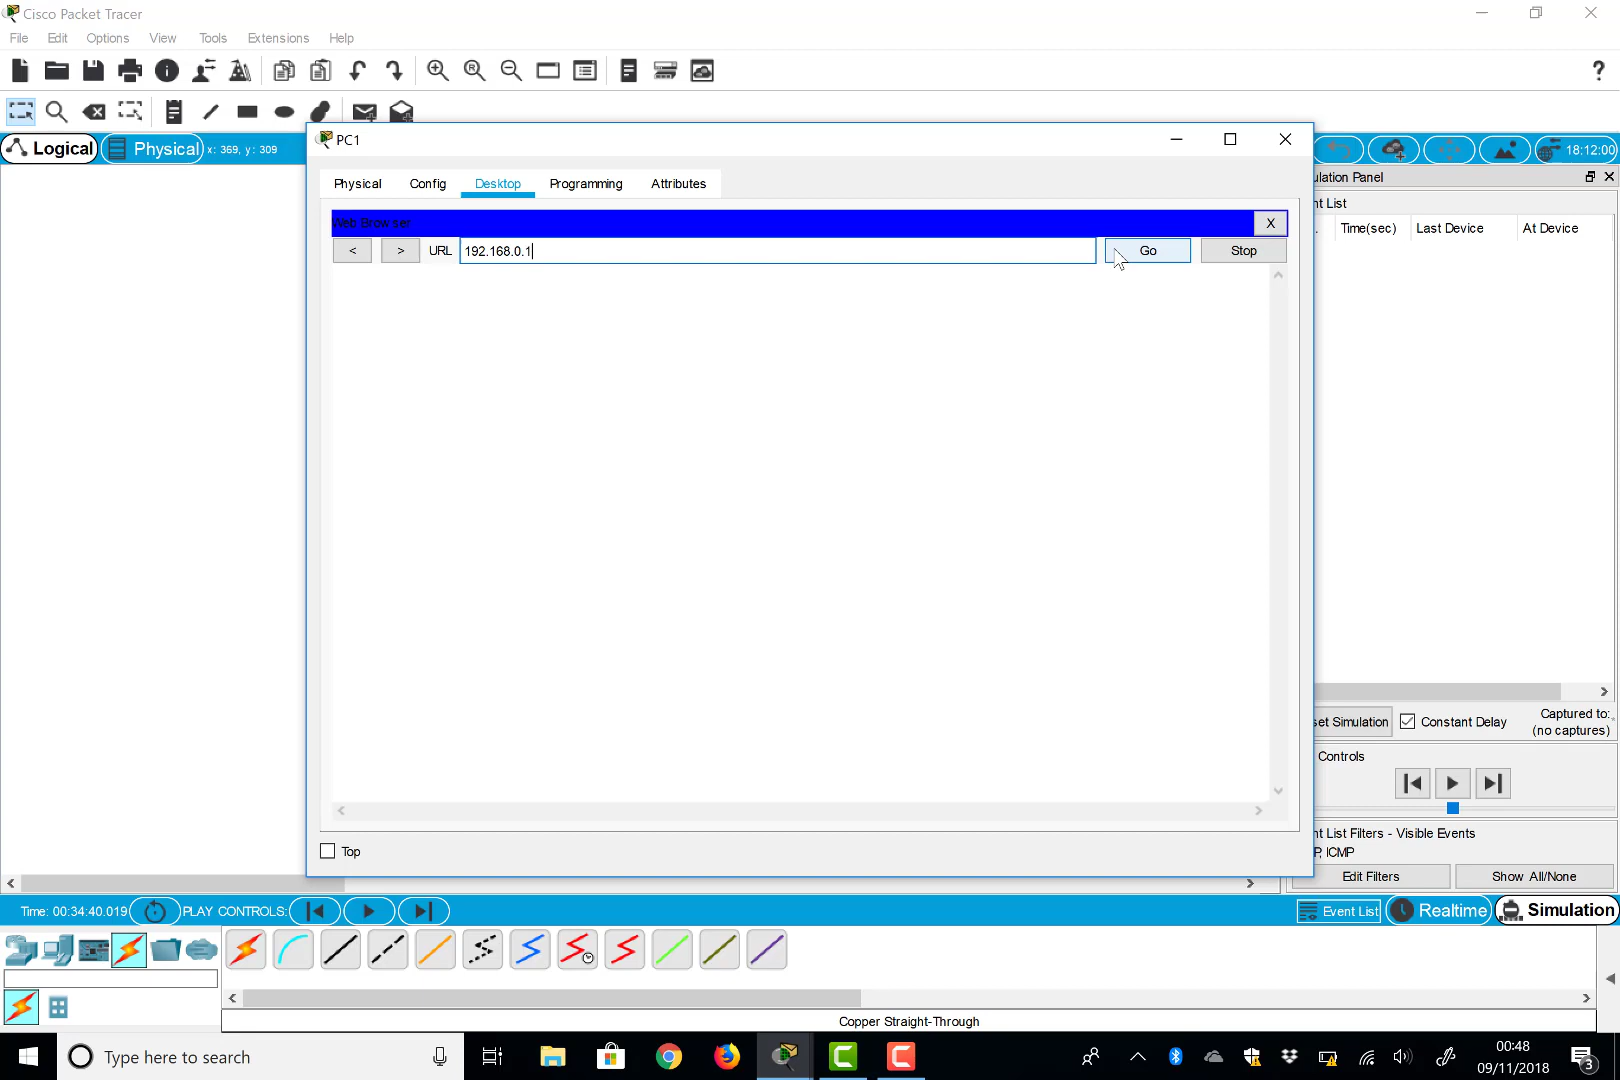 Cisco Packet Tracer
File Edit Options View Tools Extensions Help
Logical Physical x: 369, y: 309
18:12:00
PC1
ulation Panel
Physical Config Desktop Programming Attributes
nt List
Web Browser X
. Time(sec) Last Device At Device
< > URL 192.168.0.1 Go Stop
set Simulation Constant Delay
Captured to:
(no captures)
Controls
nt List Filters - Visible Events
P, ICMP
Top
Edit Filters Show All/None
Time: 00:34:40.019 PLAY CONTROLS: Event List Realtime Simulation
Copper Straight-Through
Type here to search
00:48
09/11/2018
3